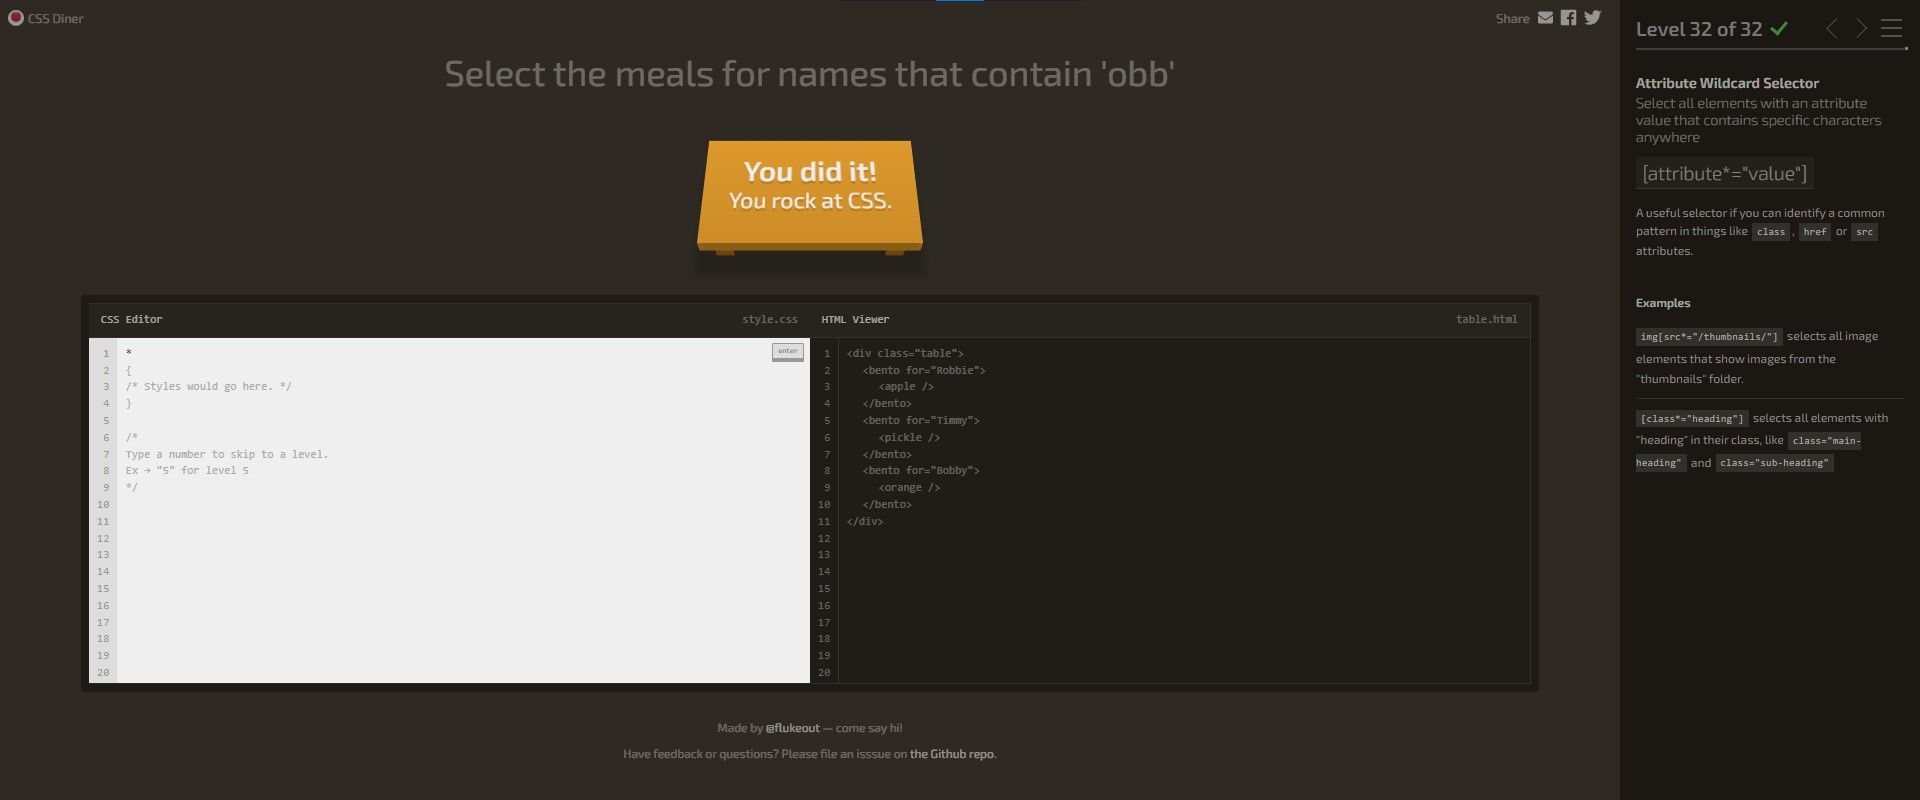 CSS Diner
Share
Select the meals for names that contain 'obb'
You did it!
You rock at CSS.
CSS Editor
style.css
HTML Viewer
table.html
1
2
3
4
5
6
7
8
9
10
11
12
13
14
15
16
17
18
19
20
*
{
/* Styles would go here. */
}
/*
Type a number to skip to a level.
Ex → "5" for level 5
*/
enter
1
2
3
4
5
6
7
8
9
10
11
12
13
14
15
16
17
18
19
20
<div class="table">
<bento for="Robbie">
<apple />
</bento>
<bento for="Timmy">
<pickle />
</bento>
<bento for="Bobby">
<orange />
</bento>
</div>
Made by @flukeout — come say hi!
Have feedback or questions? Please file an isssue on the Github repo.
Level 32 of 32
Attribute Wildcard Selector
Select all elements with an attribute
value that contains specific characters
anywhere
[attribute*="value"]
A useful selector if you can identify a common
pattern in things like class , href or src
attributes.
Examples
img[src*="/thumbnails/"] selects all image
elements that show images from the
"thumbnails" folder.
[class*="heading"] selects all elements with
"heading" in their class, like class="main-
heading" and class="sub-heading"